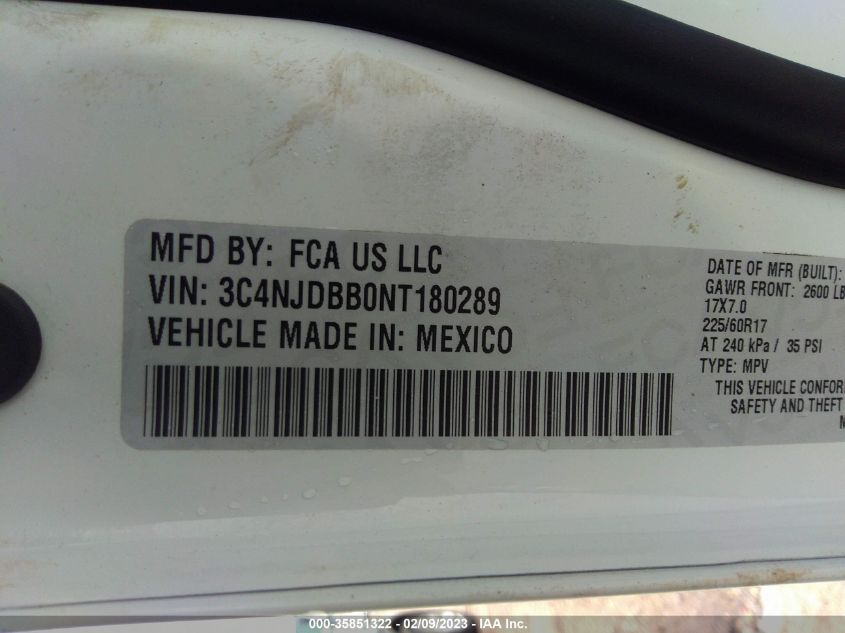 MFD BY: FCA US LLC
VIN: 3C4NJDBB0NT180289
VEHICLE MADE IN: MEXICO
DATE OF MFR (BUILT):
GAWR FRONT: 2600 LB
17X7.0
225/60R17
AT 240 kPa / 35 PSI
TYPE: MPV
THIS VEHICLE CONFOR
SAFETY AND THEFT
M
000-35851322 - 02/09/2023 - IAA Inc.